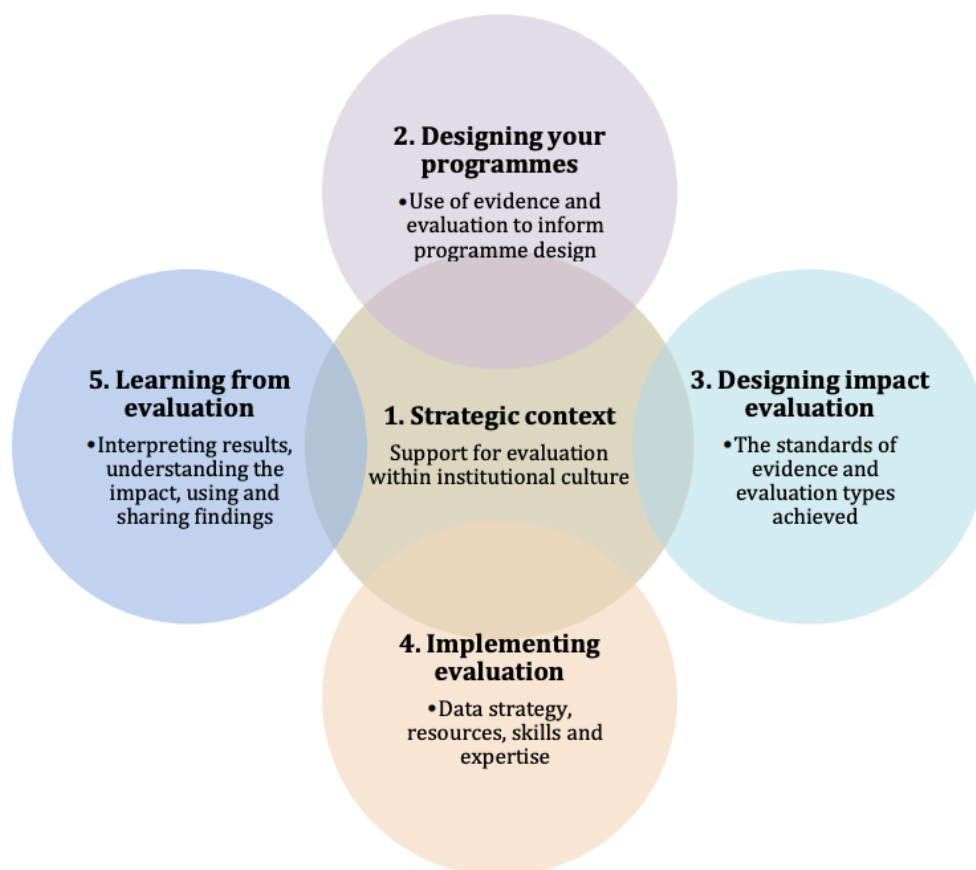 2. Designing your
programmes
•Use of evidence and
evaluation to inform
programme design
5. Learning from
evaluation
•Interpreting results,
understanding the
impact, using and
sharing findings
1. Strategic context
Support for evaluation
within institutional culture
3. Designing impact
evaluation
•The standards of
evidence and
evaluation types
achieved
4. Implementing
evaluation
•Data strategy,
resources, skills and
expertise